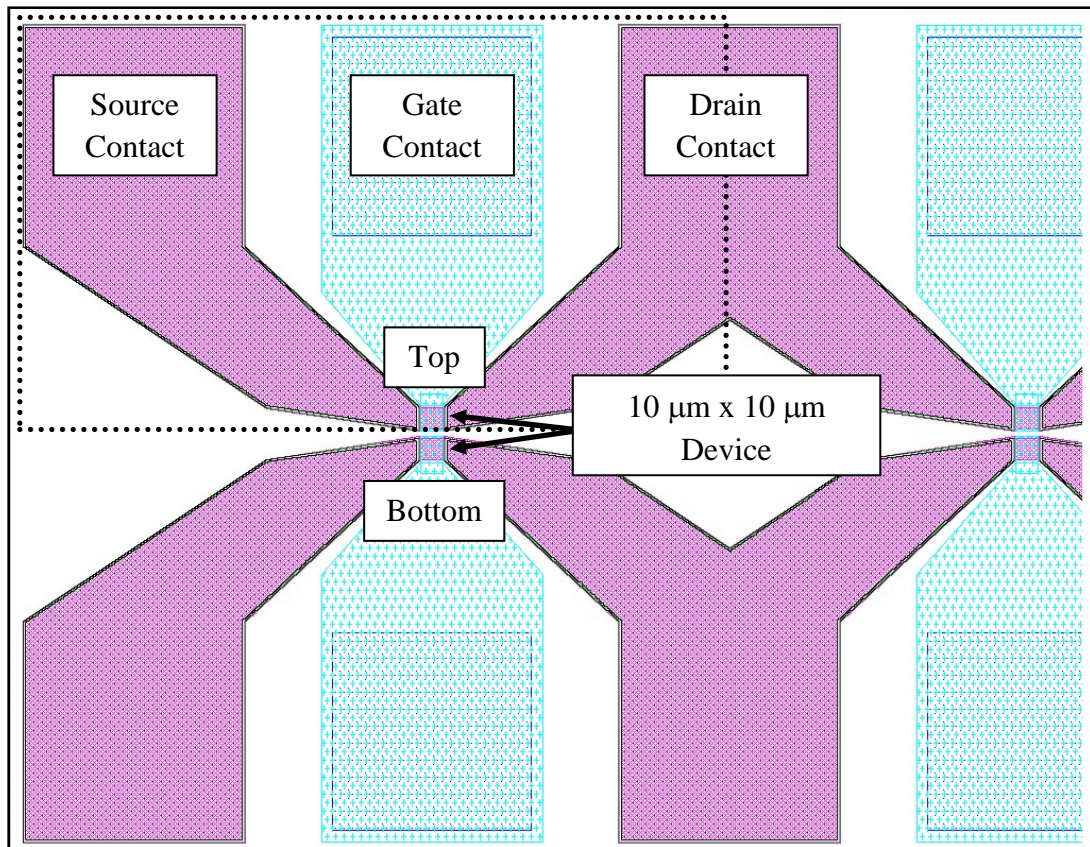 Source
Contact
Gate
Contact
Drain
Contact
Top
10 μm x 10 μm
Device
Bottom